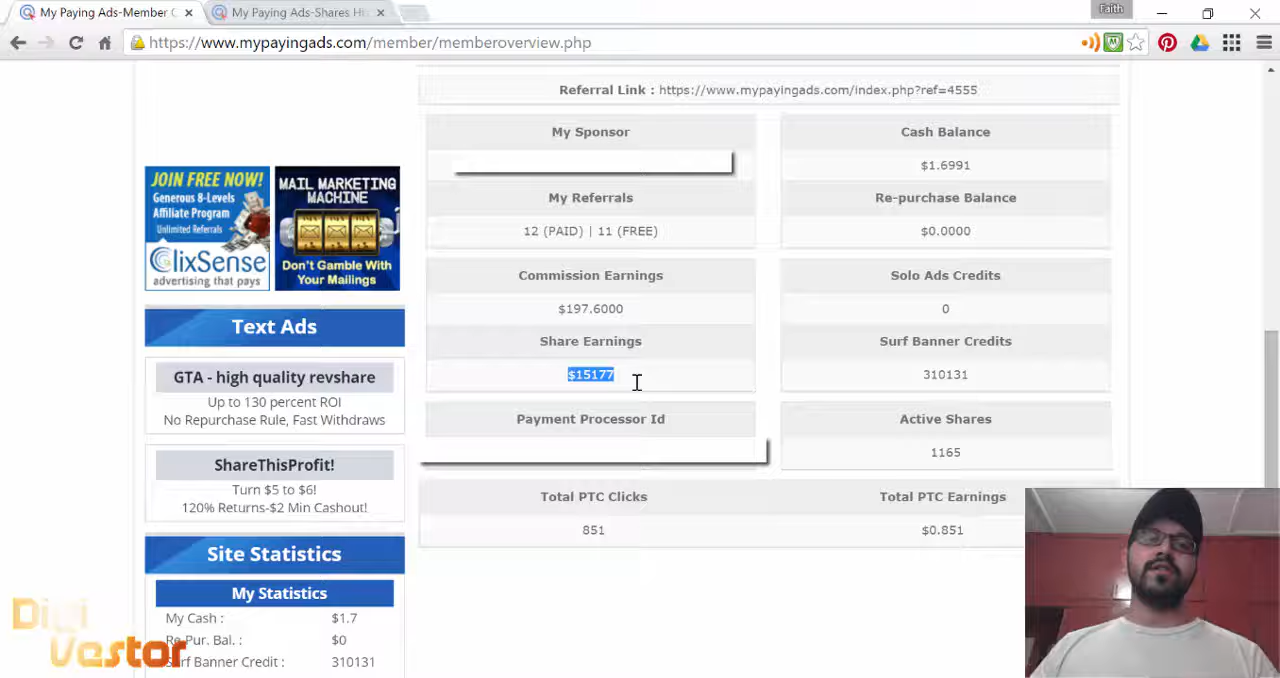 My Paying Ads-Member C
My Paying Ads-Shares His
Faith
https://www.mypayingads.com/member/memberoverview.php
Referral Link : https://www.mypayingads.com/index.php?ref=4555
My Sponsor
Cash Balance
$1.6991
My Referrals
Re-purchase Balance
12 (PAID) | 11 (FREE)
$0.0000
Commission Earnings
Solo Ads Credits
$197.6000
0
Share Earnings
Surf Banner Credits
$15177
310131
Payment Processor Id
Active Shares
1165
Total PTC Clicks
Total PTC Earnings
851
$0.851
JOIN FREE NOW!
Generous 8-Levels
Affiliate Program
Unlimited Referrals
ClixSense
advertising that pays
MAIL MARKETING
MACHINE
Don't Gamble With
Your Mailings
Text Ads
GTA - high quality revshare
Up to 130 percent ROI
No Repurchase Rule, Fast Withdraws
ShareThisProfit!
Turn $5 to $6!
120% Returns-$2 Min Cashout!
Site Statistics
My Statistics
My Cash :
$1.7
Re Pur. Bal. :
$0
Surf Banner Credit :
310131
Digi
Vestor